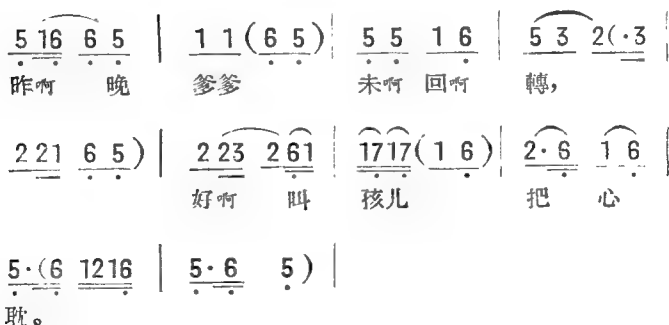 5 16 6 5 | 1 1 (6 5) | 5 5 1 6 | 5 3 2(·3
昨啊 晚 爹爹 未啊 回啊 轉,
2 21 6 5) | 2 23 2 61 | 1717(1 6) | 2·6 1 6 |
好啊 叫 孩儿 把 心
5·(6 1216 | 5·6 5) |
耽。